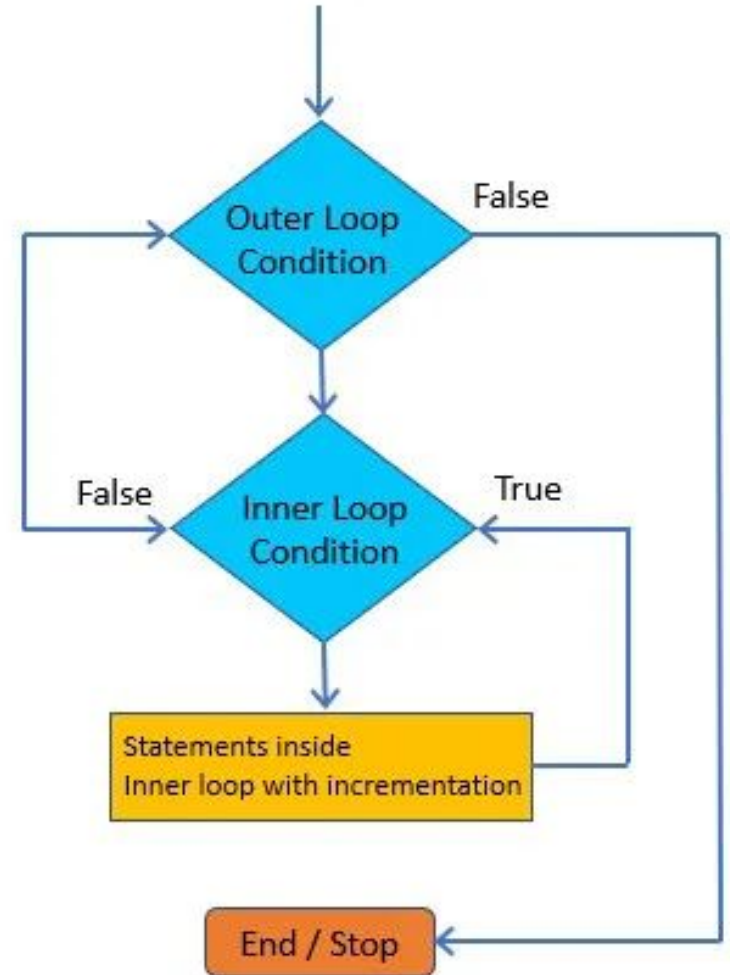 False
Outer Loop
Condition
False
True
Inner Loop
Condition
Statements inside
Inner loop with incrementation
End / Stop